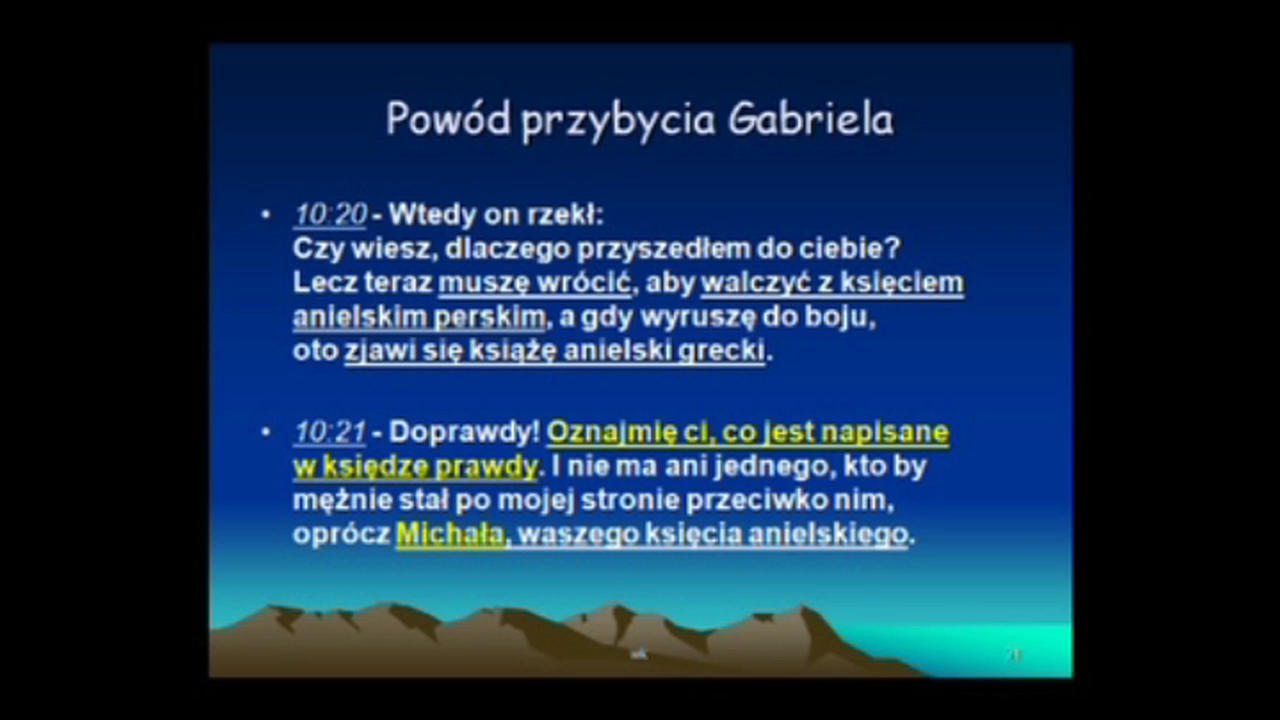 Powód przybycia Gabriela
• 10:20 - Wtedy on rzekł:
Czy wiesz, dlaczego przyszedłem do ciebie?
Lecz teraz muszę wrócić, aby walczyć z księciem
anielskim perskim, a gdy wyruszę do boju,
oto zjawi się książę anielski grecki.
• 10:21 - Doprawdy! Oznajmię ci, co jest napisane
w księdze prawdy. I nie ma ani jednego, kto by
mężnie stał po mojej stronie przeciwko nim,
oprócz Michała, waszego księcia anielskiego.